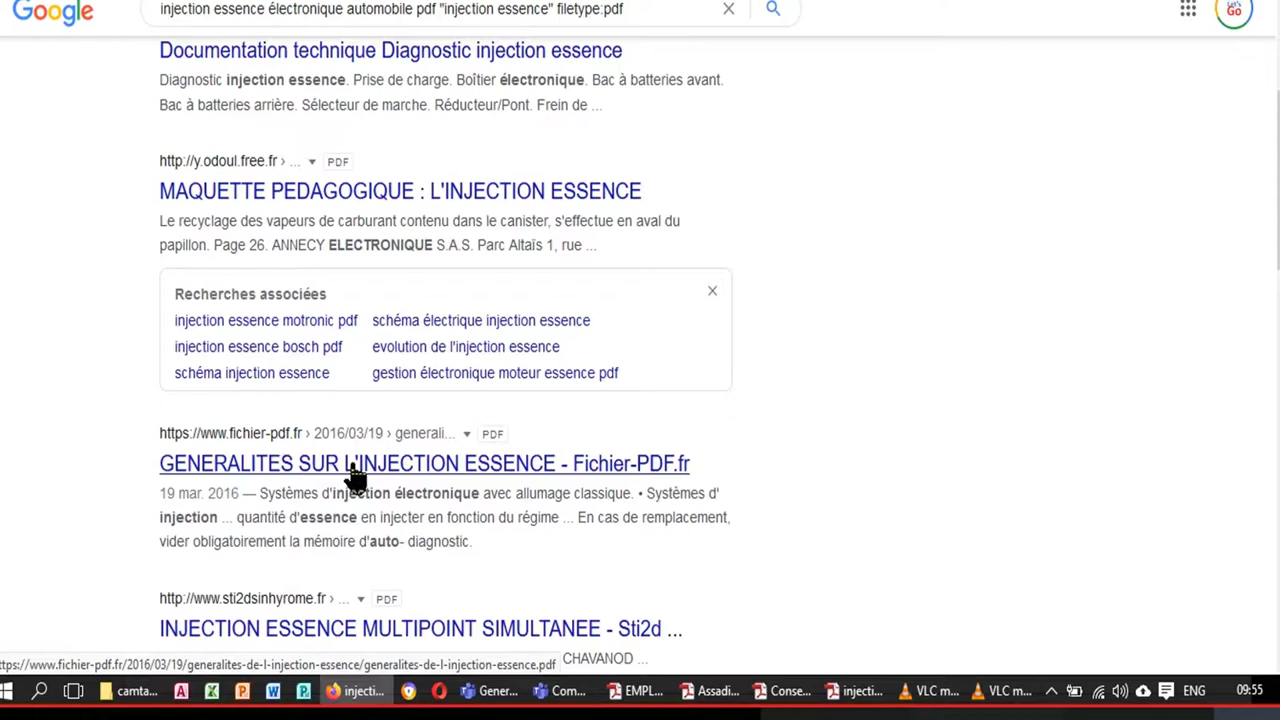 Google
injection essence électronique automobile pdf "injection essence" filetype:pdf
Let's Go
Documentation technique Diagnostic injection essence
Diagnostic injection essence. Prise de charge. Boîtier électronique. Bac à batteries avant.
Bac à batteries arrière. Sélecteur de marche. Réducteur/Pont. Frein de ...
http://y.odoul.free.fr › ... PDF
MAQUETTE PEDAGOGIQUE : L'INJECTION ESSENCE
Le recyclage des vapeurs de carburant contenu dans le canister, s'effectue en aval du
papillon. Page 26. ANNECY ELECTRONIQUE S.A.S. Parc Altaïs 1, rue ...
Recherches associées
injection essence motronic pdf schéma électrique injection essence
injection essence bosch pdf evolution de l'injection essence
schéma injection essence gestion électronique moteur essence pdf
https://www.fichier-pdf.fr › 2016/03/19 › generali... PDF
GENERALITES SUR L'INJECTION ESSENCE - Fichier-PDF.fr
19 mar. 2016 — Systèmes d'injection électronique avec allumage classique. • Systèmes d'
injection ... quantité d'essence en injecter en fonction du régime ... En cas de remplacement,
vider obligatoirement la mémoire d'auto- diagnostic.
http://www.sti2dsinhyrome.fr › ... PDF
INJECTION ESSENCE MULTIPOINT SIMULTANEE - Sti2d ...
CHAVANOD ...
ttps://www.fichier-pdf.fr/2016/03/19/generalites-de-l-injection-essence/generalites-de-l-injection-essence.pdf
camta... injecti... Gener... Com... EMPL... Assadi... Conse... injecti... VLC m... VLC m... ENG 09:55